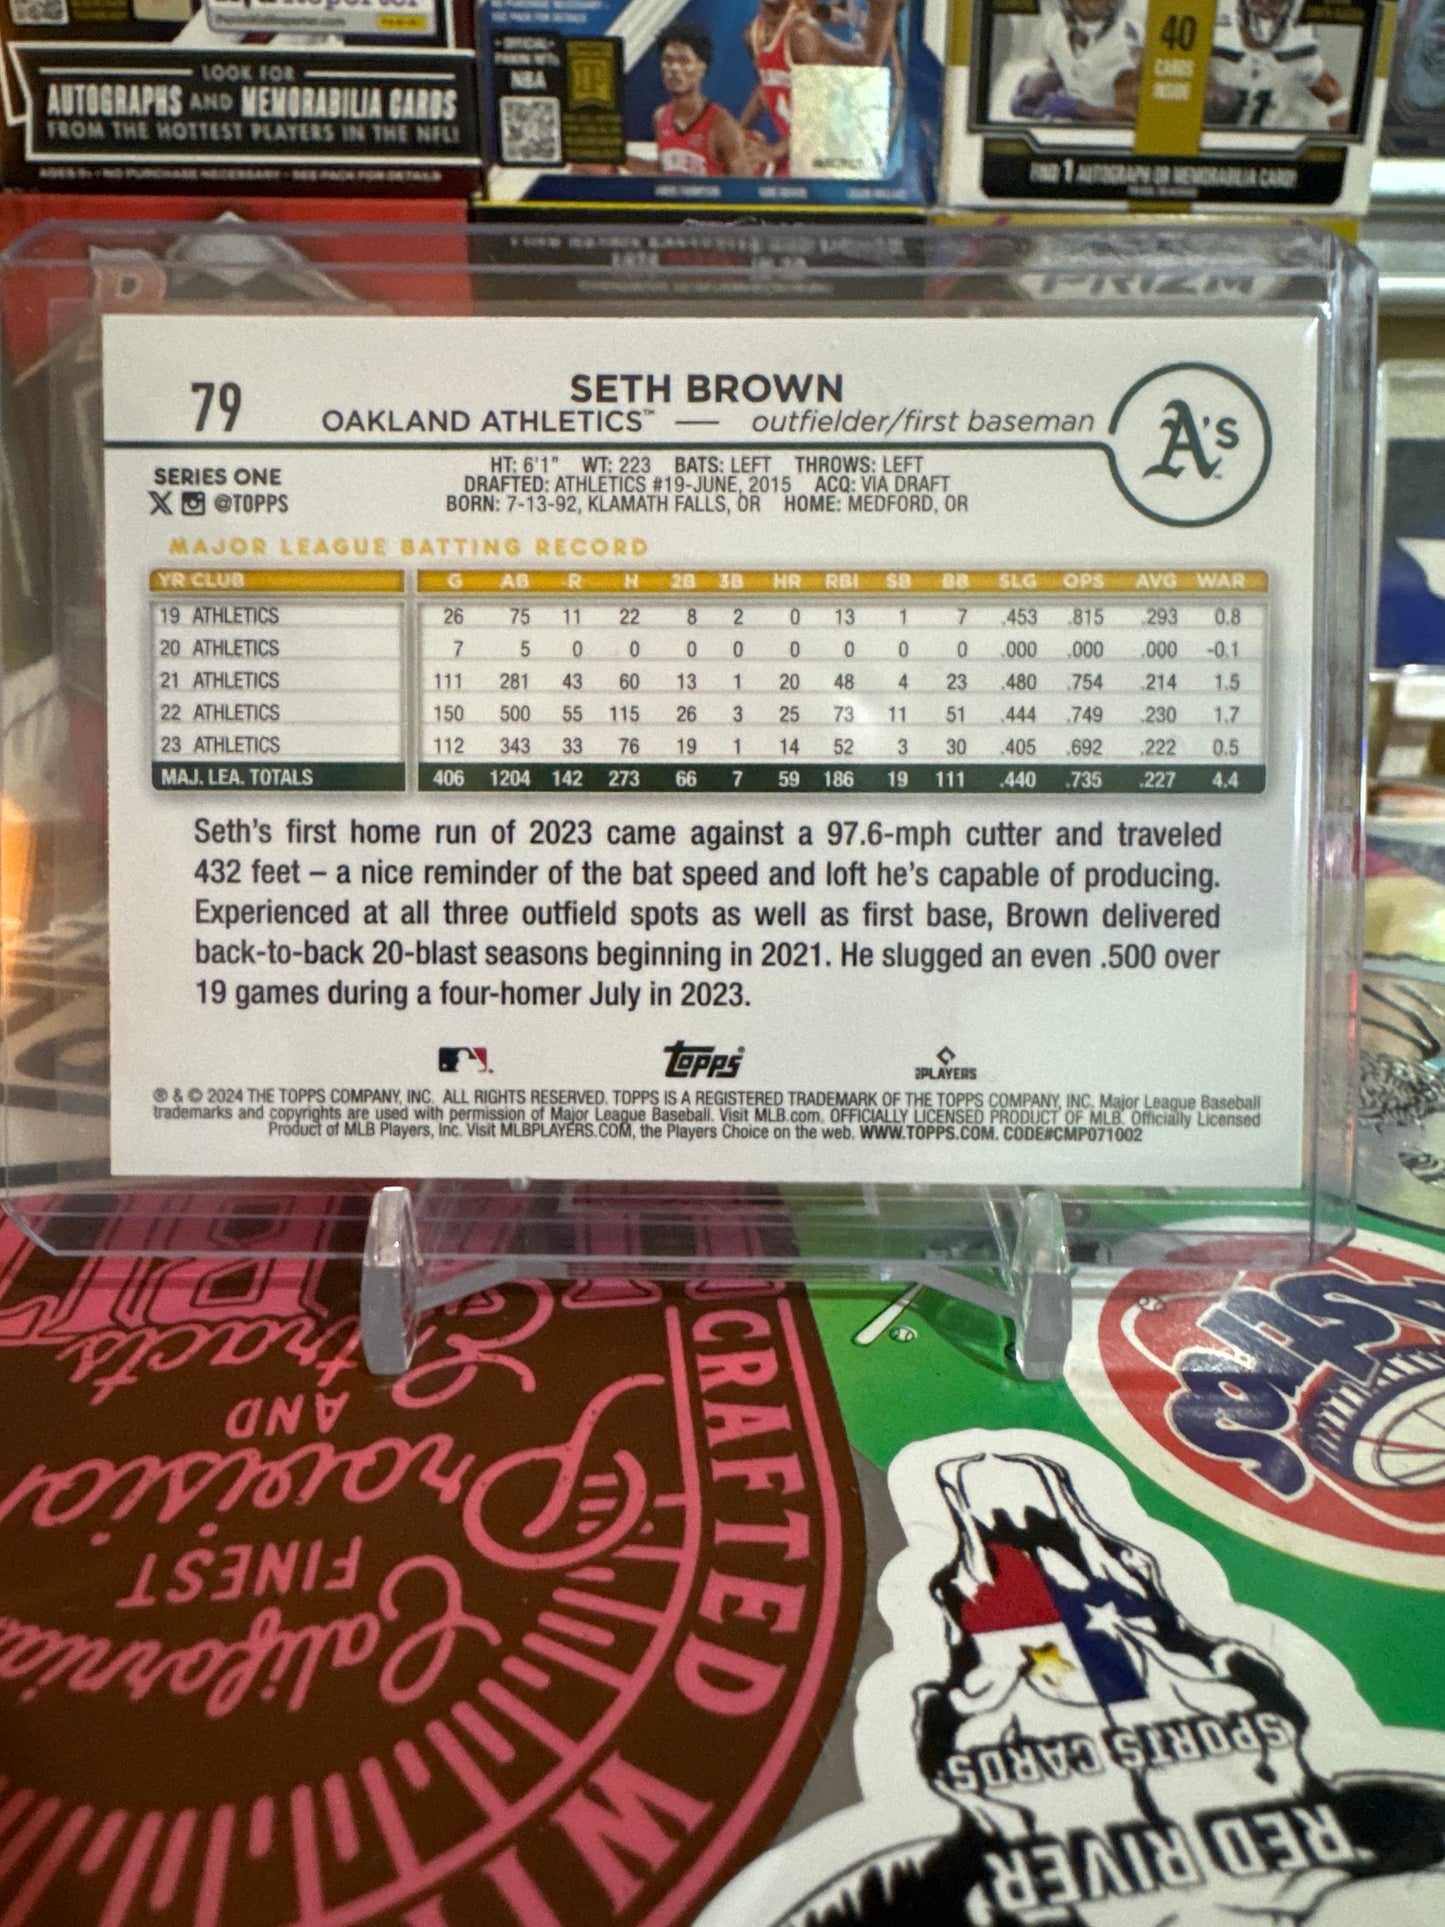 LOOK FOR
AUTOGRAPHS AND MEMORABILIA CARDS
FROM THE HOTTEST PLAYERS IN THE NFL!
NBA
40
CARDS
INSIDE
FIND 1 AUTOGRAPH OR MEMORABILIA CARD!
PRIZM
79
SETH BROWN
OAKLAND ATHLETICS™ — outfielder/first baseman
A's
SERIES ONE
@TOPPS
HT: 6'1" WT: 223 BATS: LEFT THROWS: LEFT
DRAFTED: ATHLETICS #19-JUNE, 2015 ACQ: VIA DRAFT
BORN: 7-13-92, KLAMATH FALLS, OR HOME: MEDFORD, OR
MAJOR LEAGUE BATTING RECORD
YR CLUB G AB R H 2B 3B HR RBI SB BB SLG OPS AVG WAR
19 ATHLETICS 26 75 11 22 8 2 0 13 1 7 .453 .815 .293 0.8
20 ATHLETICS 7 5 0 0 0 0 0 0 0 0 .000 .000 .000 -0.1
21 ATHLETICS 111 281 43 60 13 1 20 48 4 23 .480 .754 .214 1.5
22 ATHLETICS 150 500 55 115 26 3 25 73 11 51 .444 .749 .230 1.7
23 ATHLETICS 112 343 33 76 19 1 14 52 3 30 .405 .692 .222 0.5
MAJ. LEA. TOTALS 406 1204 142 273 66 7 59 186 19 111 .440 .735 .227 4.4
Seth's first home run of 2023 came against a 97.6-mph cutter and traveled
432 feet – a nice reminder of the bat speed and loft he's capable of producing.
Experienced at all three outfield spots as well as first base, Brown delivered
back-to-back 20-blast seasons beginning in 2021. He slugged an even .500 over
19 games during a four-homer July in 2023.
Topps®
PLAYERS
® & © 2024 THE TOPPS COMPANY, INC. ALL RIGHTS RESERVED. TOPPS IS A REGISTERED TRADEMARK OF THE TOPPS COMPANY, INC. Major League Baseball
trademarks and copyrights are used with permission of Major League Baseball. Visit MLB.com. OFFICIALLY LICENSED PRODUCT OF MLB. Officially Licensed
Product of MLB Players, Inc. Visit MLBPLAYERS.COM, the Players Choice on the web. WWW.TOPPS.COM. CODE#CMP071002
CRAFTED
AND
FINEST
California
RED RIVER
SPORTS CARDS